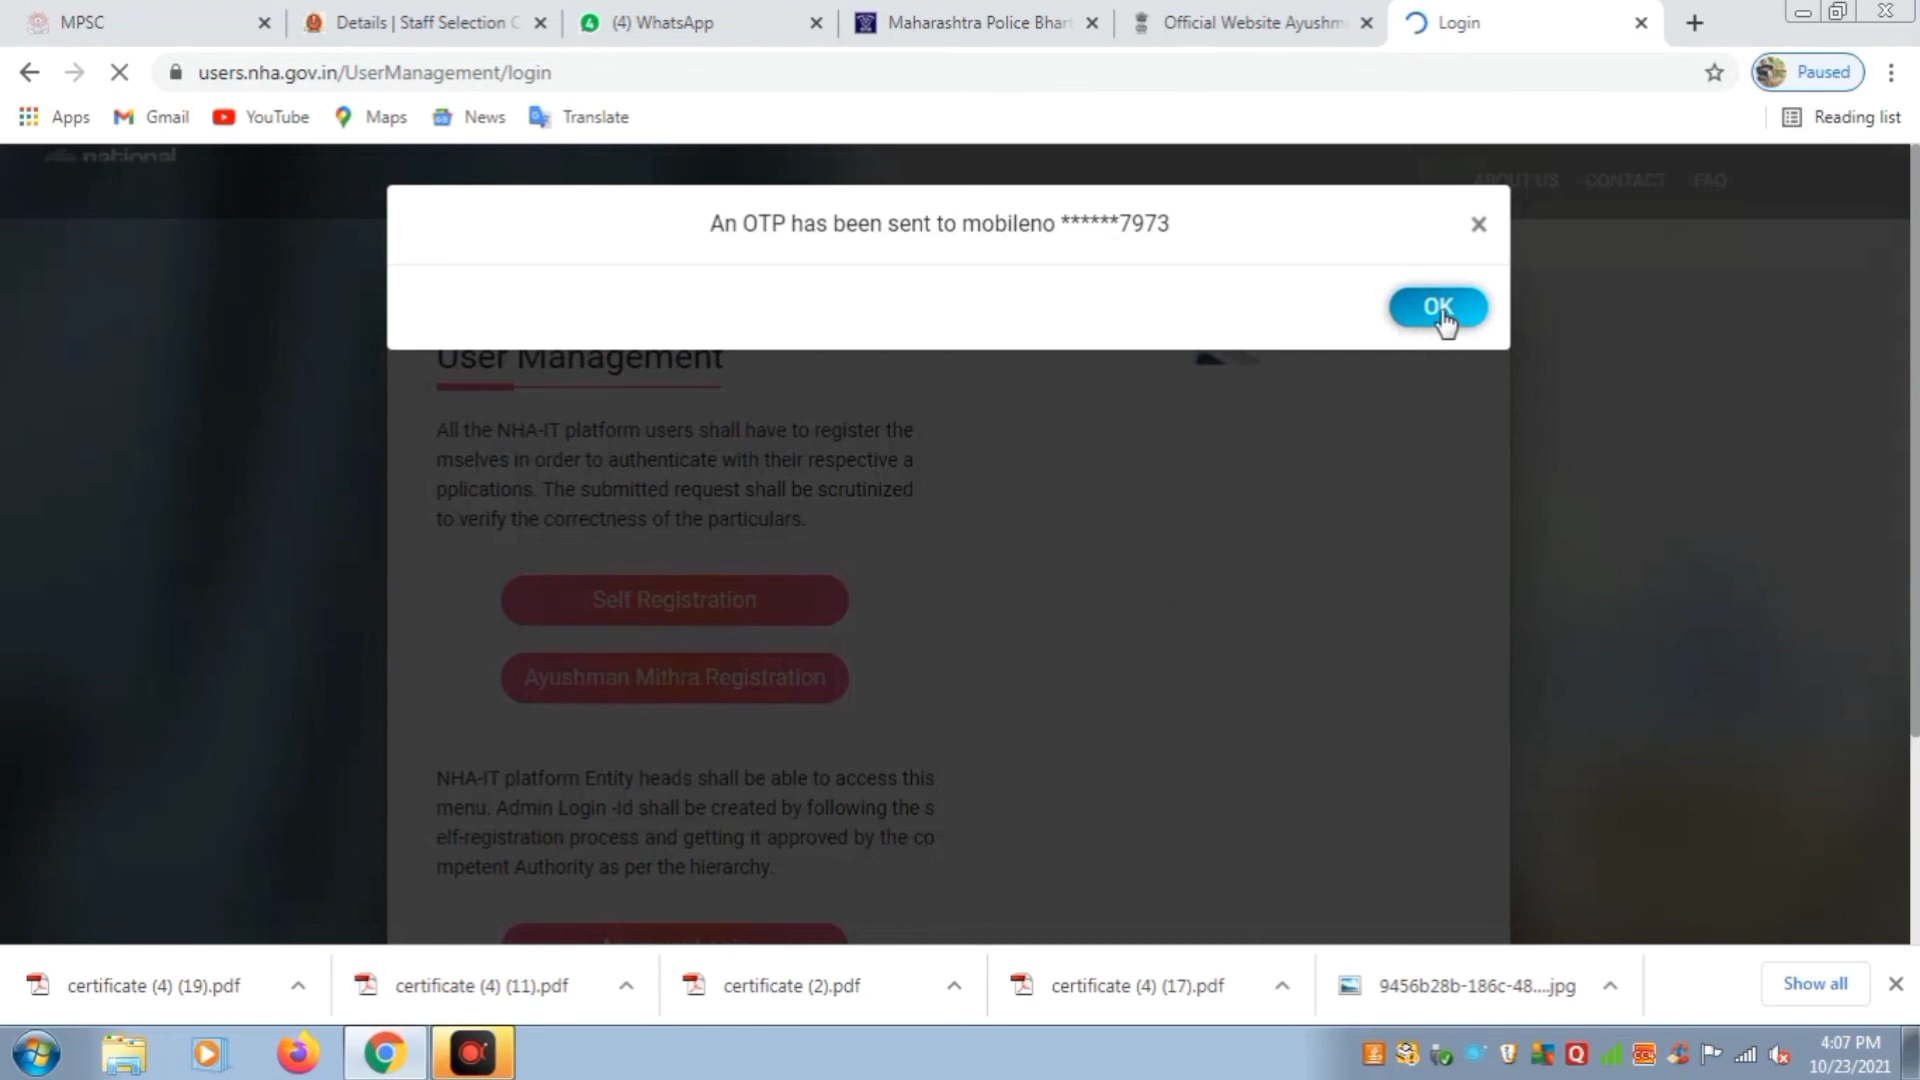 MPSC
Details | Staff Selection C
(4) WhatsApp
Maharashtra Police Bhart
Official Website Ayushm
Login
users.nha.gov.in/UserManagement/login
Paused
Apps
Gmail
YouTube
Maps
News
Translate
Reading list
national
ABOUT US
CONTACT
FAQ
An OTP has been sent to mobileno ******7973
OK
User Management
All the NHA-IT platform users shall have to register the
mselves in order to authenticate with their respective a
pplications. The submitted request shall be scrutinized
to verify the correctness of the particulars.
Self Registration
Ayushman Mithra Registration
NHA-IT platform Entity heads shall be able to access this
menu. Admin Login -Id shall be created by following the s
elf-registration process and getting it approved by the co
mpetent Authority as per the hierarchy.
certificate (4) (19).pdf
certificate (4) (11).pdf
certificate (2).pdf
certificate (4) (17).pdf
9456b28b-186c-48....jpg
Show all
4:07 PM
10/23/2021